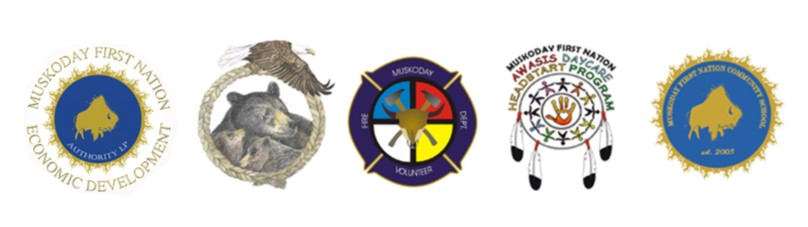 MUSKODAY FIRST NATION
ECONOMIC DEVELOPMENT
AUTHORITY LP
MUSKODAY
FIRE
DEPT.
VOLUNTEER
MUSKODAY FIRST NATION
AWASIS DAYCARE
HEADSTART PROGRAM
MUSKODAY FIRST NATION COMMUNITY SCHOOL
est. 2005